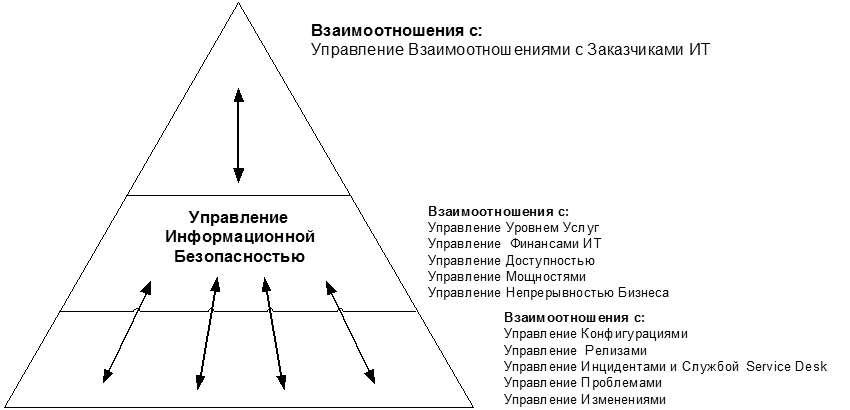 Взаимоотношения с:
Управление Взаимоотношениями с Заказчиками ИТ
Управление
Информационной
Безопасностью
Взаимоотношения с:
Управление Уровнем Услуг
Управление Финансами ИТ
Управление Доступностью
Управление Мощностями
Управление Непрерывностью Бизнеса
Взаимоотношения с:
Управление Конфигурациями
Управление Релизами
Управление Инцидентами и Службой Service Desk
Управление Проблемами
Управление Изменениями